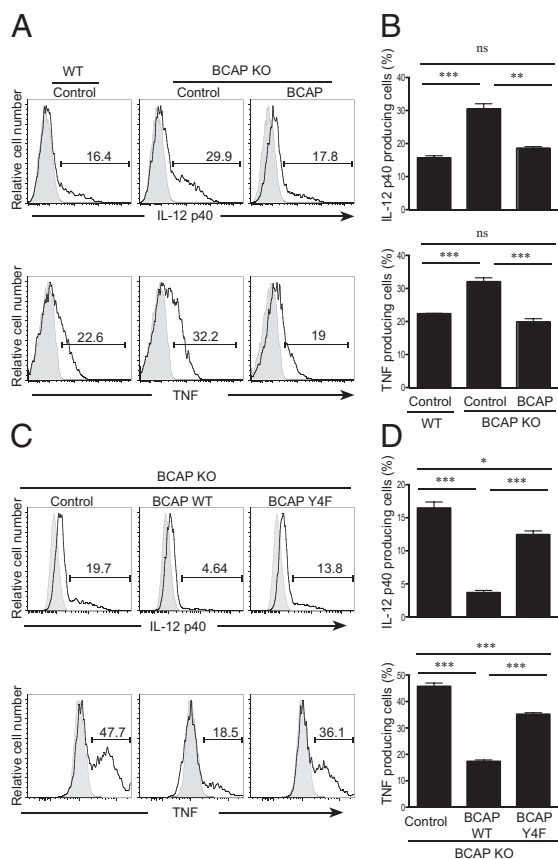 A
WT
BCAP KO
Control
Control
BCAP
Relative cell number
16.4
29.9
17.8
IL-12 p40
Relative cell number
22.6
32.2
19
TNF
B
ns
***
**
IL-12 p40 producing cells (%)
40
30
20
10
0
ns
***
***
TNF producing cells (%)
40
30
20
10
0
Control
Control
BCAP
WT
BCAP KO
C
BCAP KO
Control
BCAP WT
BCAP Y4F
Relative cell number
19.7
4.64
13.8
IL-12 p40
Relative cell number
47.7
18.5
36.1
TNF
D
*
***
***
IL-12 p40 producing cells (%)
20
15
10
5
0
***
***
***
TNF producing cells (%)
50
40
30
20
10
0
Control
BCAP
WT
BCAP
Y4F
BCAP KO